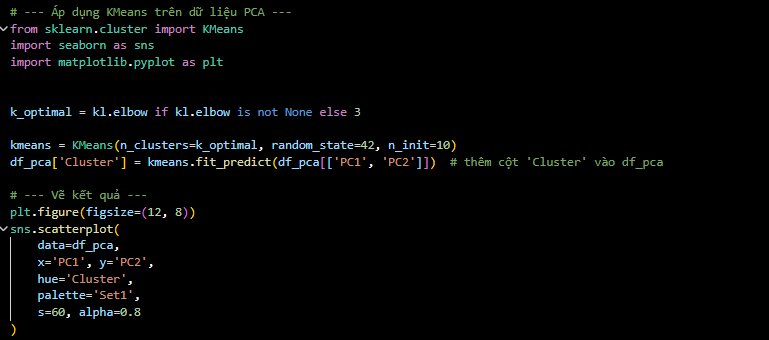 # --- Áp dụng KMeans trên dữ liệu PCA ---
from sklearn.cluster import KMeans
import seaborn as sns
import matplotlib.pyplot as plt
k_optimal = kl.elbow if kl.elbow is not None else 3
kmeans = KMeans(n_clusters=k_optimal, random_state=42, n_init=10)
df_pca['Cluster'] = kmeans.fit_predict(df_pca[['PC1', 'PC2']])  # thêm cột 'Cluster' vào df_pca
# --- Vẽ kết quả ---
plt.figure(figsize=(12, 8))
sns.scatterplot(
    data=df_pca,
    x='PC1', y='PC2',
    hue='Cluster',
    palette='Set1',
    s=60, alpha=0.8
)